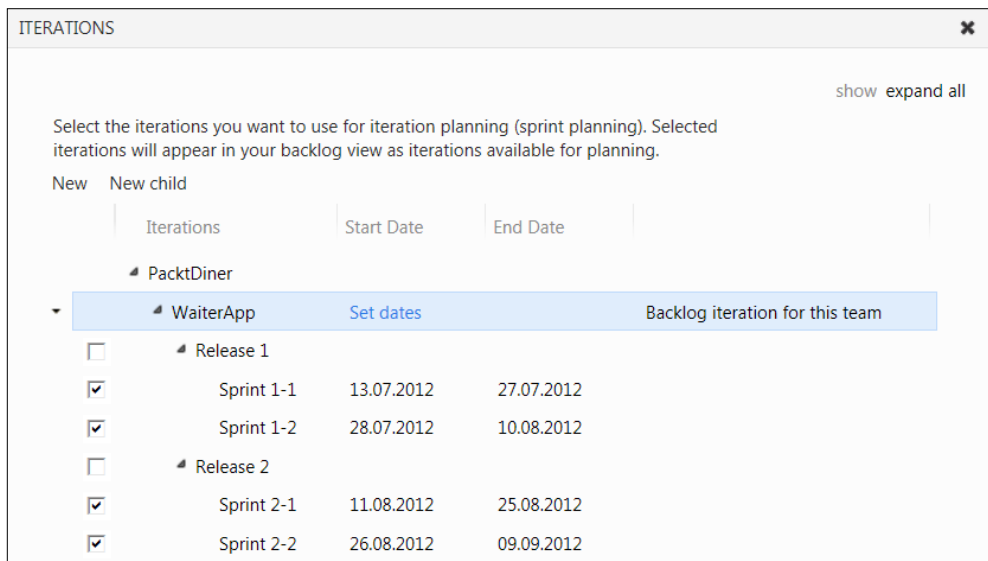 ITERATIONS
show expand all
Select the iterations you want to use for iteration planning (sprint planning). Selected
iterations will appear in your backlog view as iterations available for planning.
New New child
Iterations Start Date End Date
PacktDiner
WaiterApp Set dates Backlog iteration for this team
Release 1
Sprint 1-1 13.07.2012 27.07.2012
Sprint 1-2 28.07.2012 10.08.2012
Release 2
Sprint 2-1 11.08.2012 25.08.2012
Sprint 2-2 26.08.2012 09.09.2012